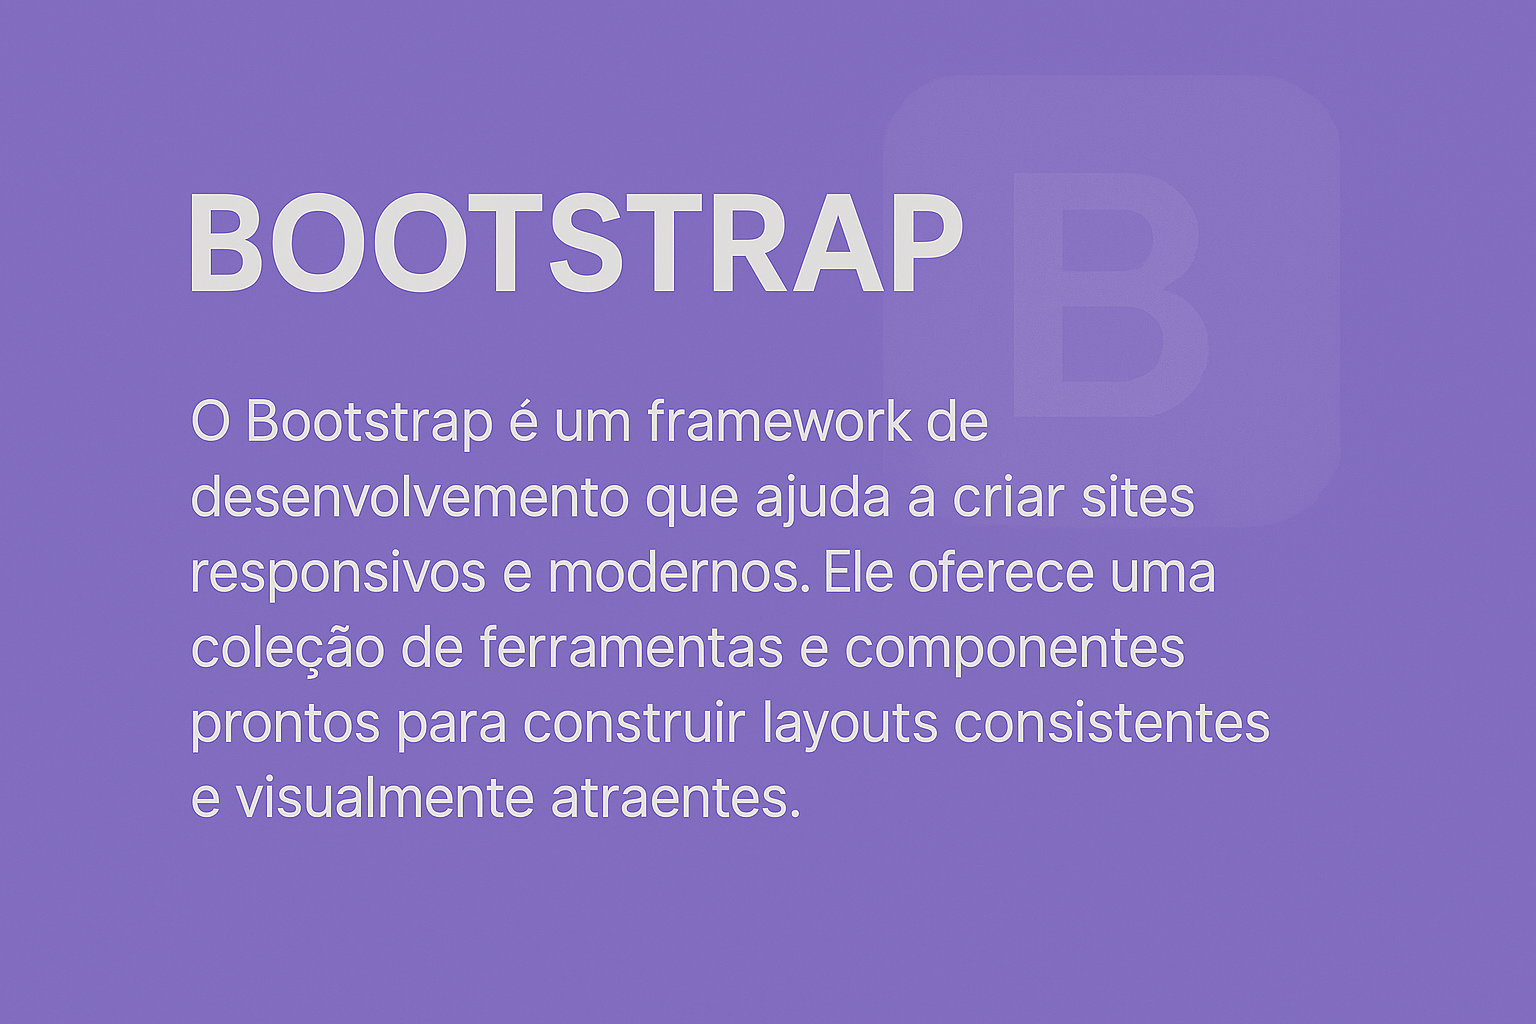 BOOTSTRAP
B
O Bootstrap é um framework de
desenvolvemento que ajuda a criar sites
responsivos e modernos. Ele oferece uma
coleção de ferramentas e componentes
prontos para construir layouts consistentes
e visualmente atraentes.